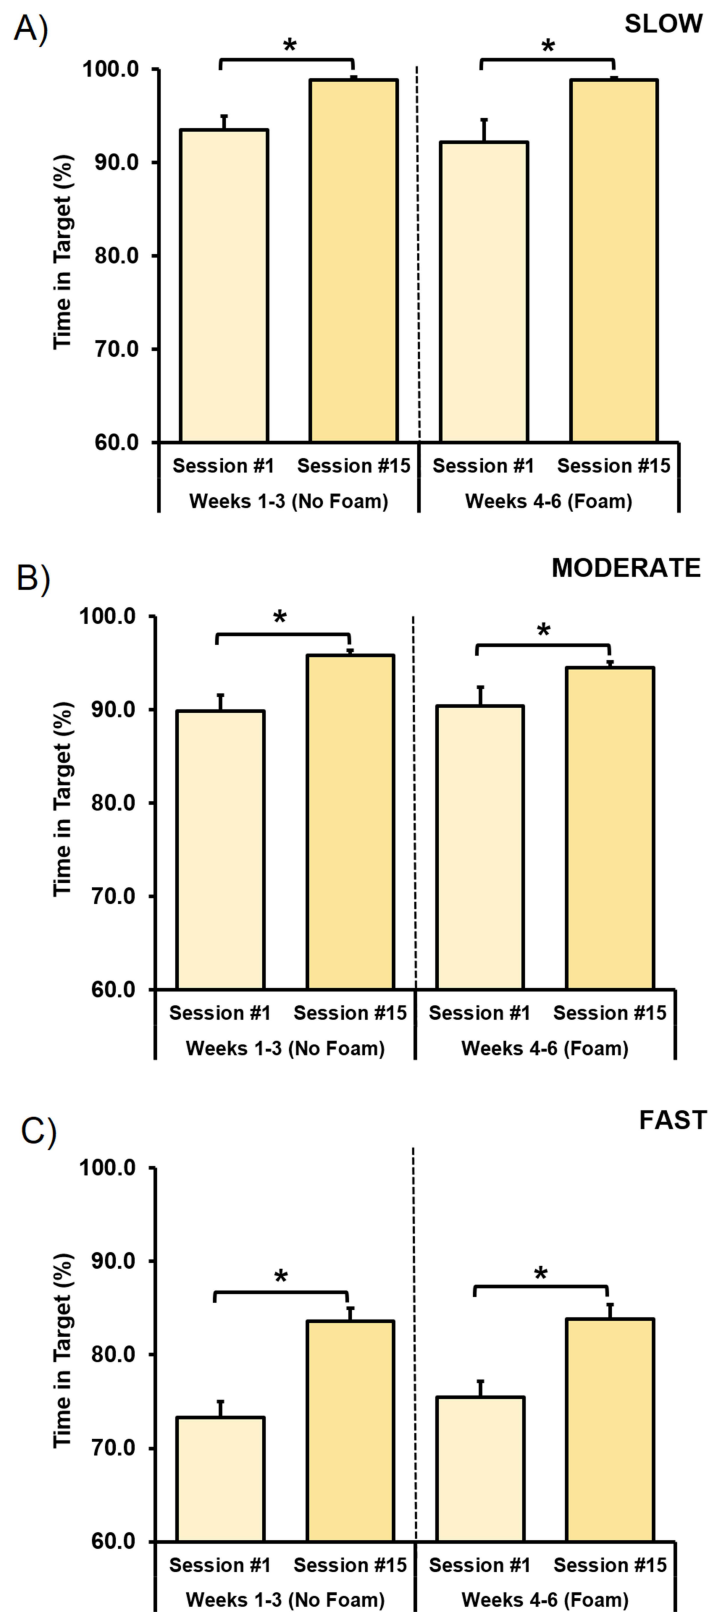 A)
SLOW
*
*
100.0
90.0
80.0
70.0
60.0
Time in Target (%)
Session #1 Session #15 Session #1 Session #15
Weeks 1-3 (No Foam) Weeks 4-6 (Foam)
B)
MODERATE
*
*
100.0
90.0
80.0
70.0
60.0
Time in Target (%)
Session #1 Session #15 Session #1 Session #15
Weeks 1-3 (No Foam) Weeks 4-6 (Foam)
C)
FAST
*
*
100.0
90.0
80.0
70.0
60.0
Time in Target (%)
Session #1 Session #15 Session #1 Session #15
Weeks 1-3 (No Foam) Weeks 4-6 (Foam)